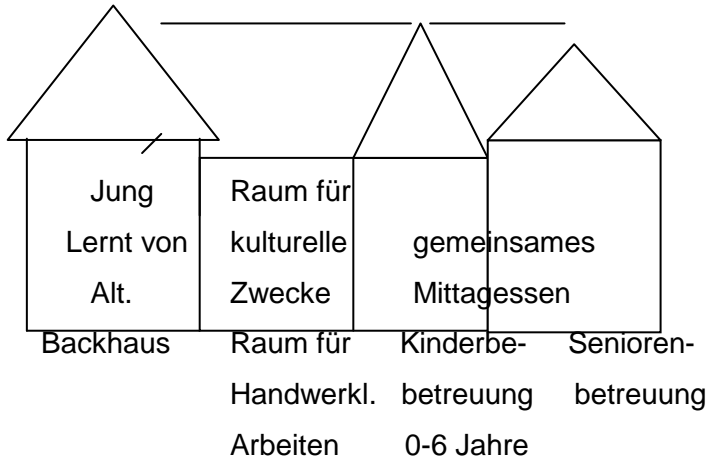 Jung Raum für
Lernt von kulturelle gemeinsames
Alt. Zwecke Mittagessen
Backhaus Raum für Kinderbe- Senioren-
Handwerkl. betreuung betreuung
Arbeiten 0-6 Jahre